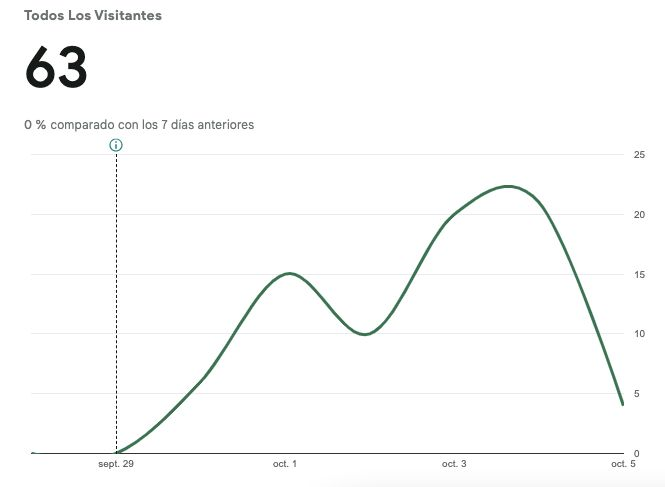 Todos Los Visitantes
63
0 % comparado con los 7 días anteriores
25
20
15
10
5
0
sept. 29
oct. 1
oct. 3
oct. 5